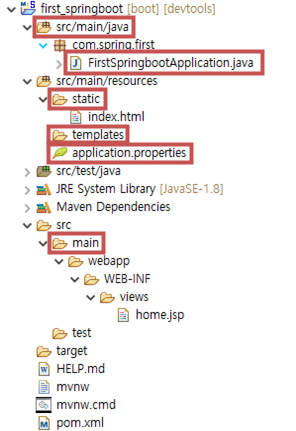 first_springboot [boot] [devtools]
src/main/java
com.spring.first
FirstSpringbootApplication.java
src/main/resources
static
index.html
templates
application.properties
src/test/java
JRE System Library [JavaSE-1.8]
Maven Dependencies
src
main
webapp
WEB-INF
views
home.jsp
test
target
HELP.md
mvnw
mvnw.cmd
pom.xml